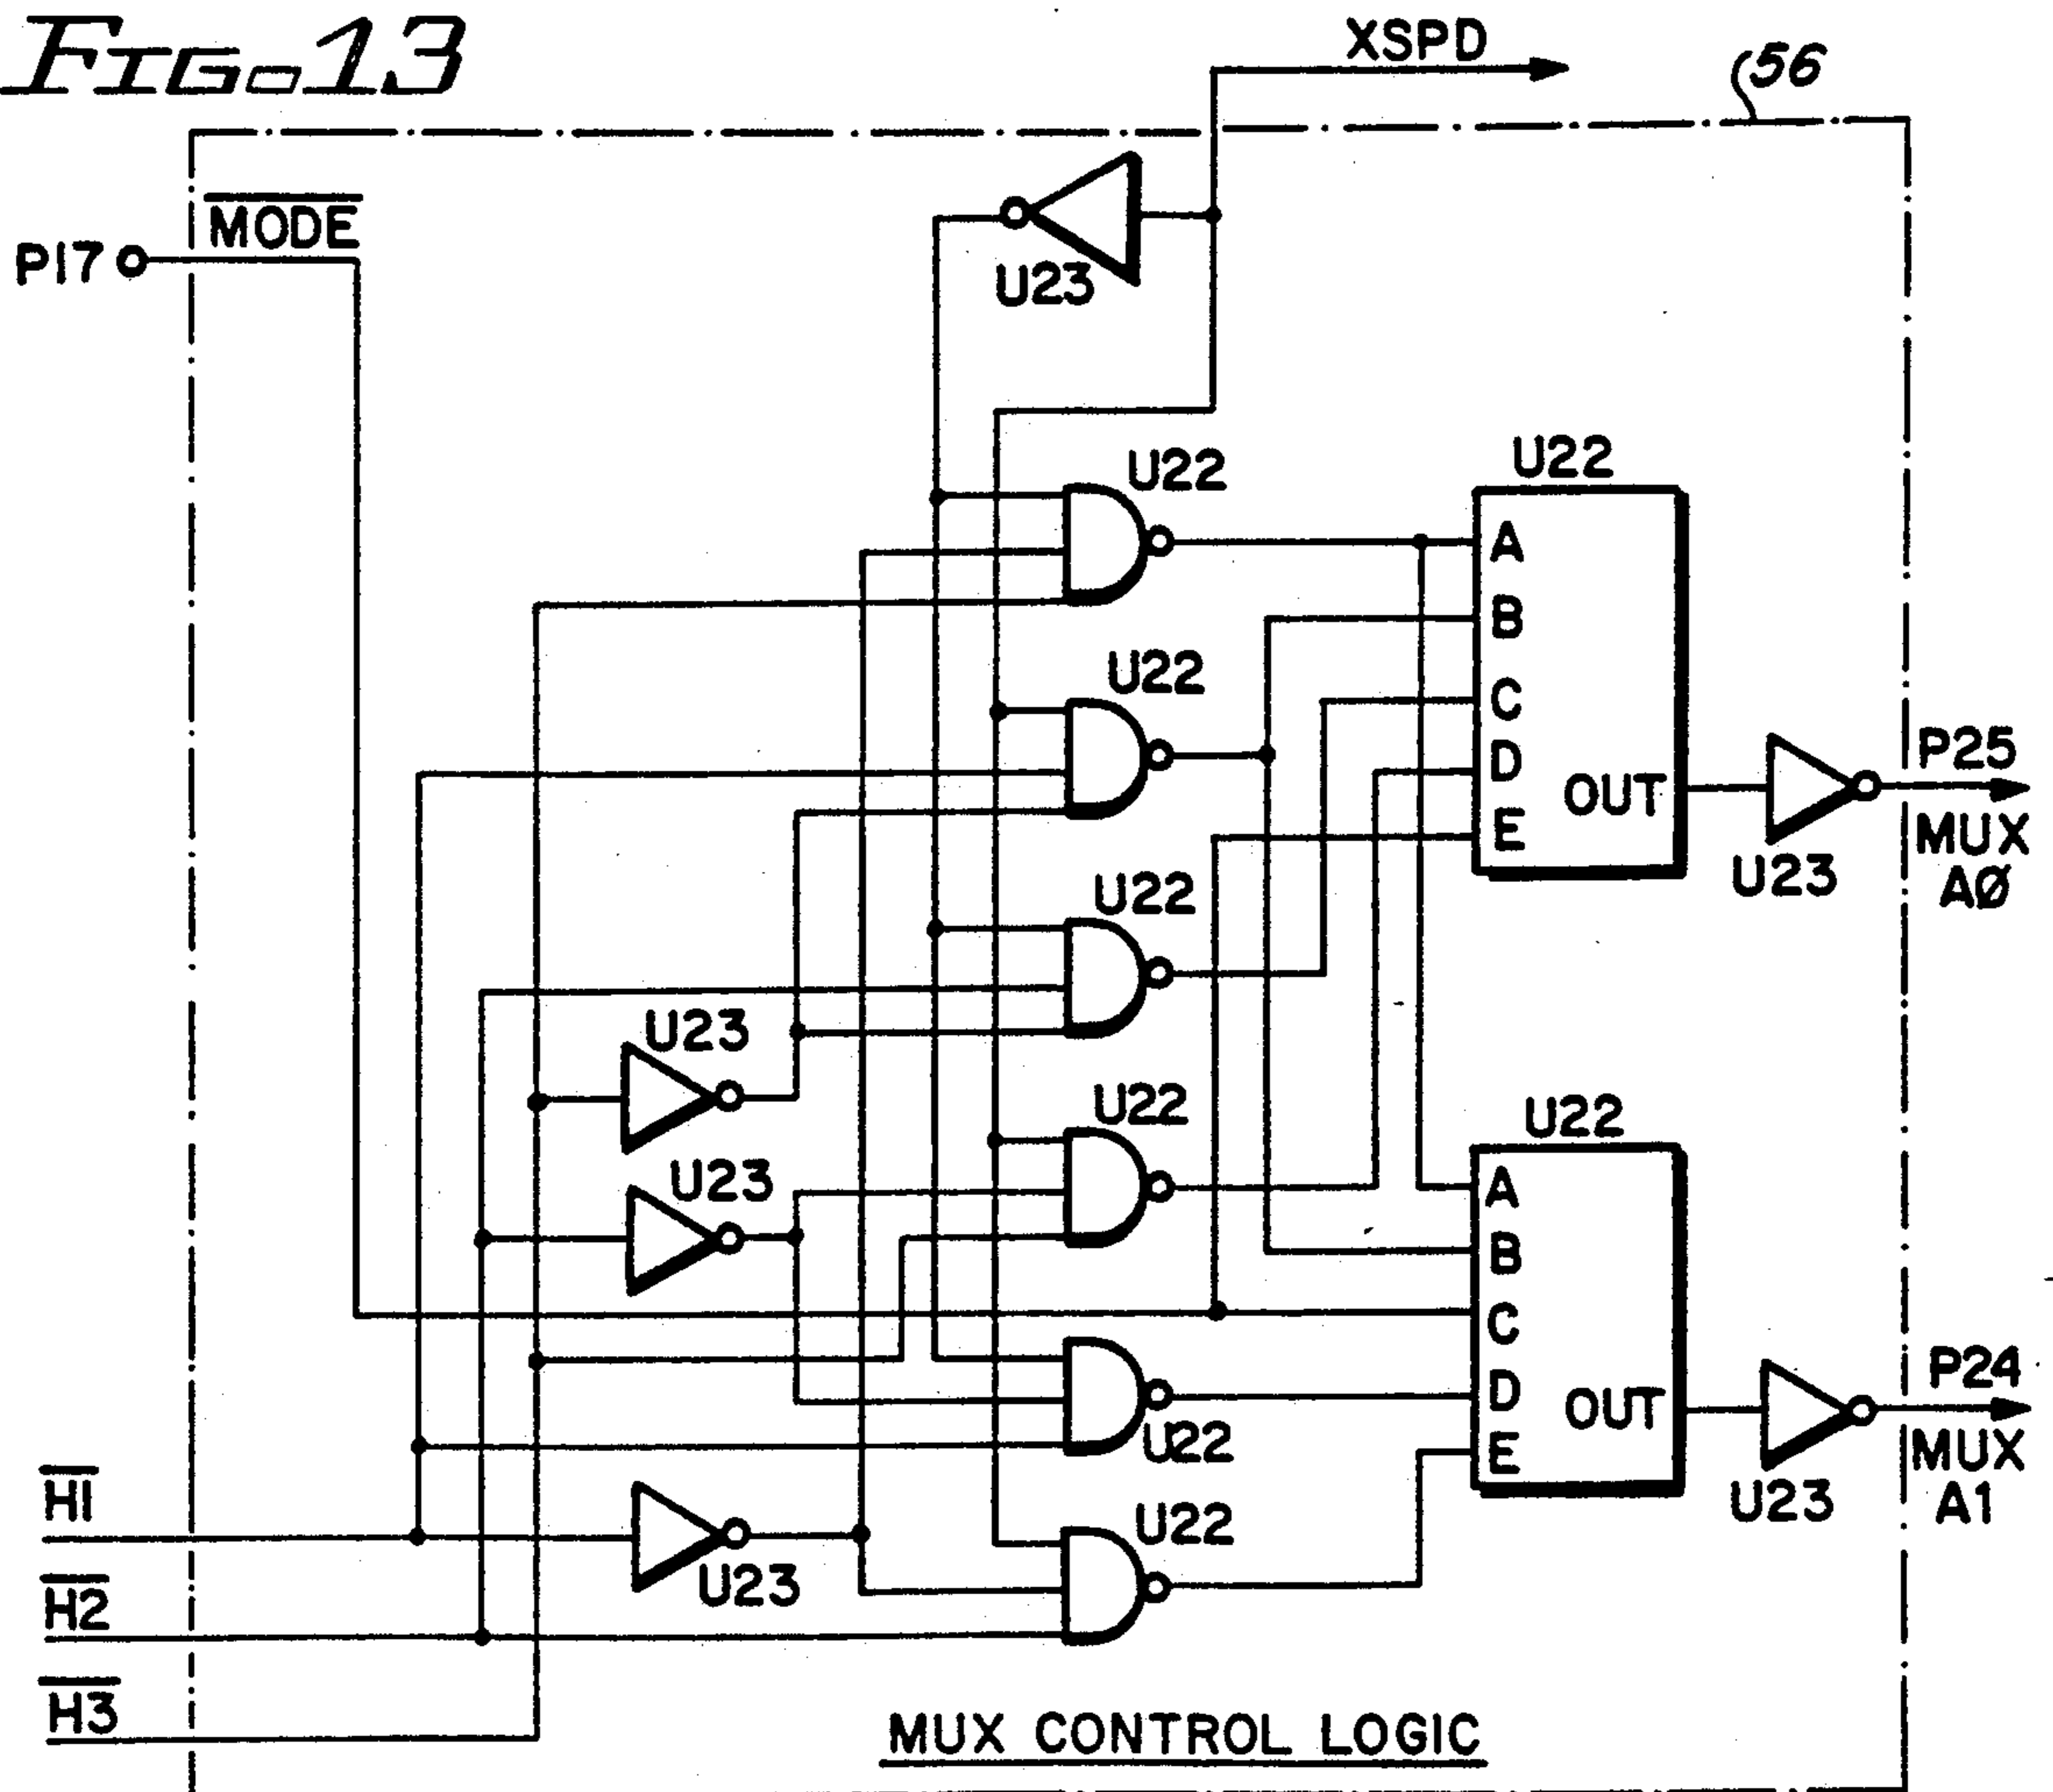 FIG. 13
XSPD
56
MODE
P17
U23
U22
U22
A
B
C
D
E
OUT
U22
P25
MUX
AØ
U23
U22
U23
U22
U22
A
B
C
D
E
OUT
U23
U22
P24
MUX
A1
U23
H1
U22
U23
H2
H3
MUX CONTROL LOGIC